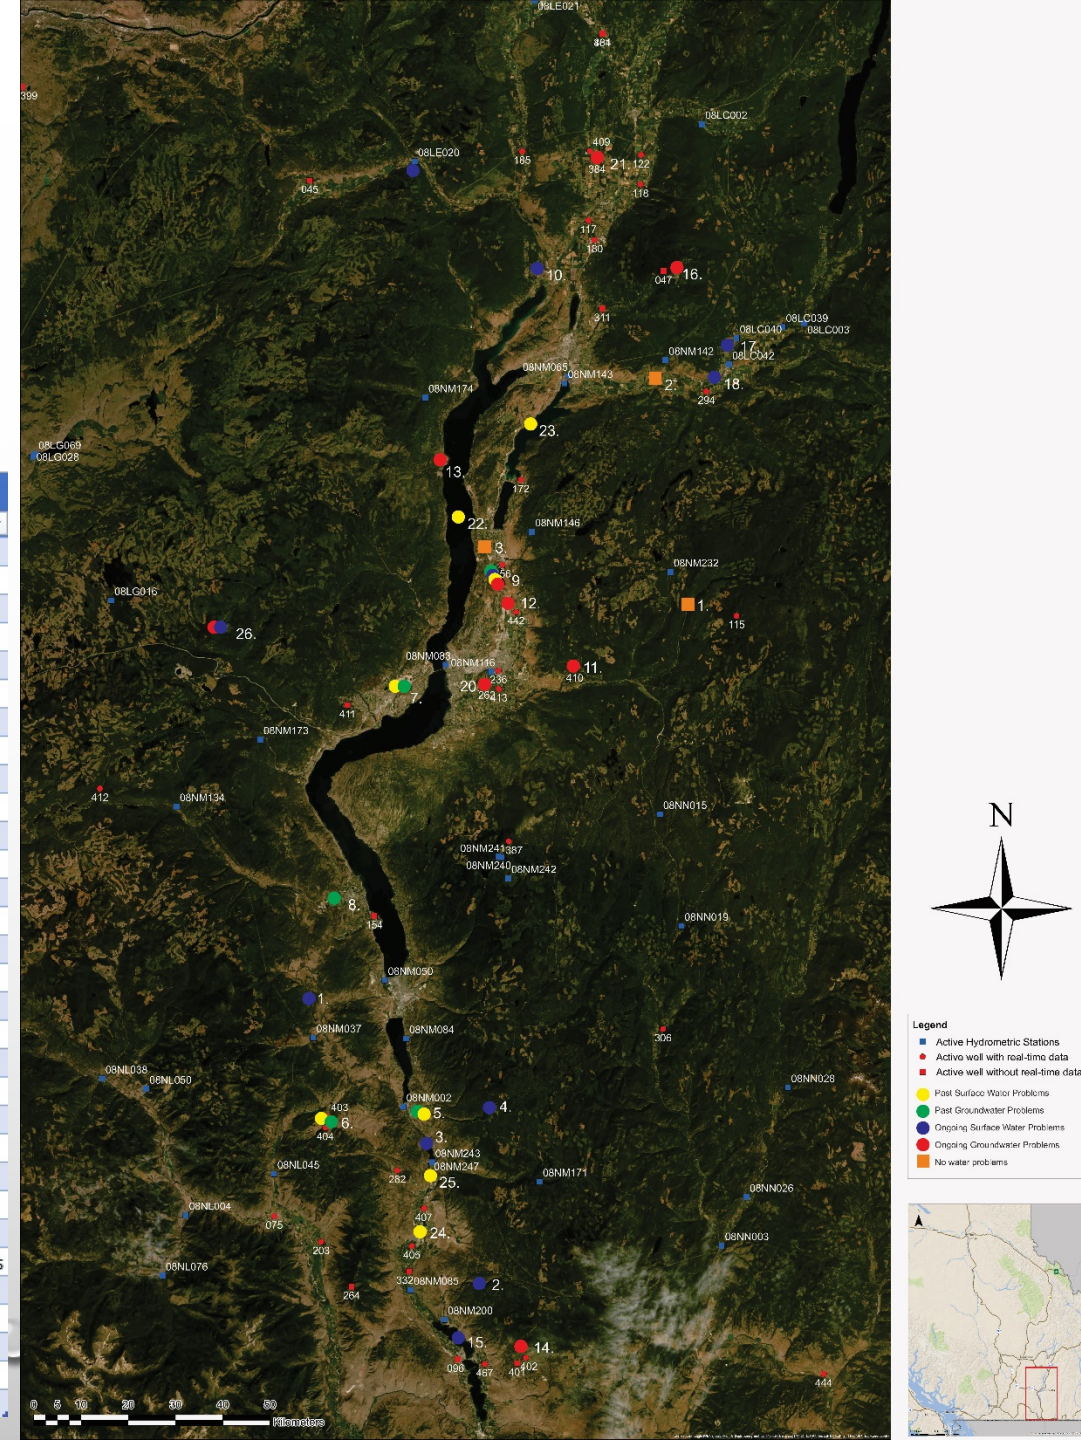 08LE021
399
08LC002
409
08LE020
185
384
21.
122
045
118
117
180
10.
047
16.
311
08LC039
08LC003
08LC040
17.
08NM142
08LC042
08NM065
08NM143
2.
18.
08NM174
294
23.
08LG069
08LG028
13.
172
22.
08NM146
3.
08NM232
9
08LG016
12.
1.
442
115
26.
08NM083
08NM116
11.
236
410
20.
262
413
7.
411
08NM173
412
08NM134
08NN015
08NM241
387
08NM240
08NM242
8.
154
08NN019
08NM050
1.
08NM037
08NM084
306
08NL038
08NL050
08NN028
08NM002
403
5.
4.
6.
404
3.
08NM243
08NM247
08NL045
282
25.
08NM171
08NN026
08NL004
407
075
24.
203
405
08NN003
08NL076
332
08NM085
264
2.
08NM200
15.
14.
096
467
401
402
444
0 5 10 20 30 40 50
Kilometers
N
Legend
Active Hydrometric Stations
Active well with real-time data
Active well without real-time data
Past Surface Water Problems
Past Groundwater Problems
Ongoing Surface Water Problems
Ongoing Groundwater Problems
No water problems